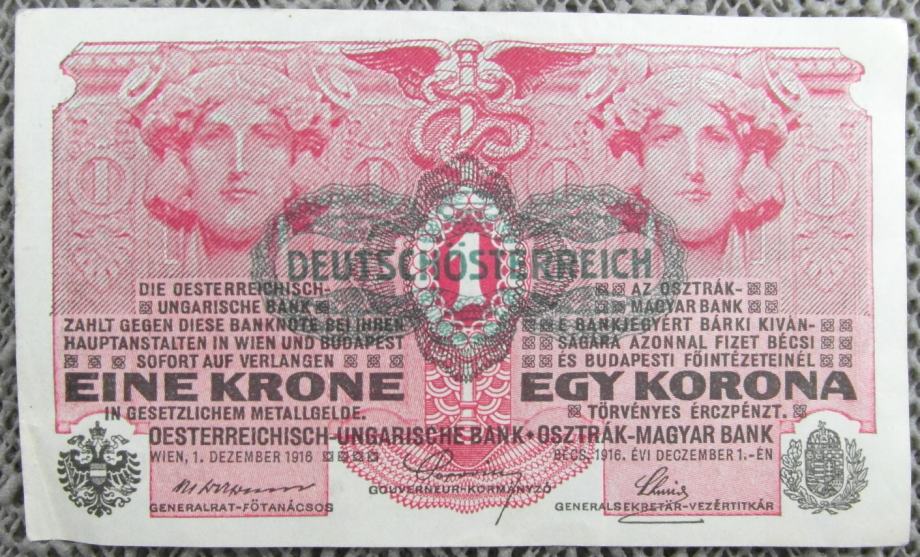 1
DEUTSCHÖSTERREICH
DIE OESTERREICHISCH-
UNGARISCHE BANK
ZAHLT GEGEN DIESE BANKNOTE BEI IHREN
HAUPTANSTALTEN IN WIEN UND BUDAPEST
SOFORT AUF VERLANGEN
EINE KRONE
IN GESETZLICHEM METALLGELDE.
AZ OSZTRÁK-
MAGYAR BANK
E BANKJEGYÉRT BÁRKI KIVÁN-
SÁGÁRA AZONNAL FIZET BÉCSI
ÉS BUDAPESTI FŐINTÉZETEINÉL
EGY KORONA
TÖRVÉNYES ÉRCZPÉNZT.
OESTERREICHISCH-UNGARISCHE BANK • OSZTRÁK-MAGYAR BANK
WIEN, 1. DEZEMBER 1916
BÉCS, 1916. ÉVI DECZEMBER 1.-ÉN
GENERALRAT-FŐTANÁCSOS
GOUVERNEUR-KORMÁNYZÓ
GENERALSEKRETÄR-VEZÉRTITKÁR